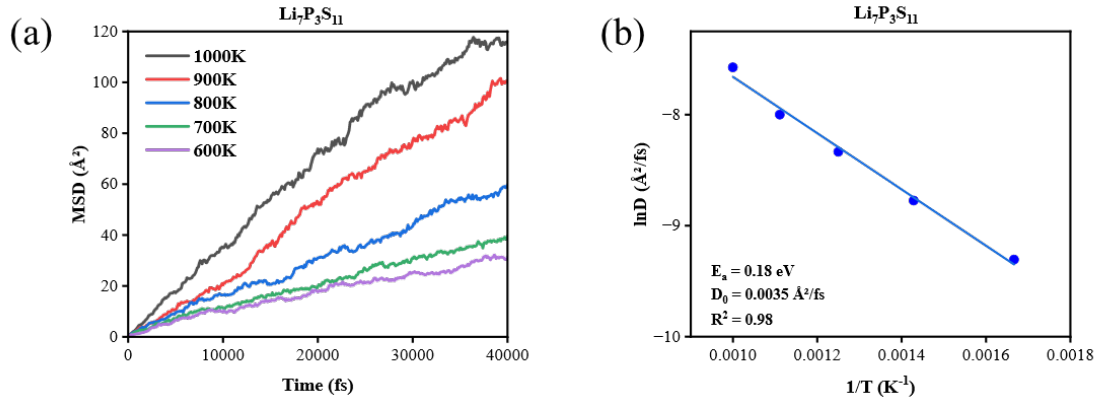 (a)
Li₇P₃S₁₁
MSD (Å²)
120
100
80
60
40
20
0
1000K
900K
800K
700K
600K
0
10000
20000
30000
40000
Time (fs)
(b)
Li₇P₃S₁₁
lnD (Å²/fs)
−8
−9
−10
Eₐ = 0.18 eV
D₀ = 0.0035 Å²/fs
R² = 0.98
0.0010
0.0012
0.0014
0.0016
0.0018
1/T (K⁻¹)